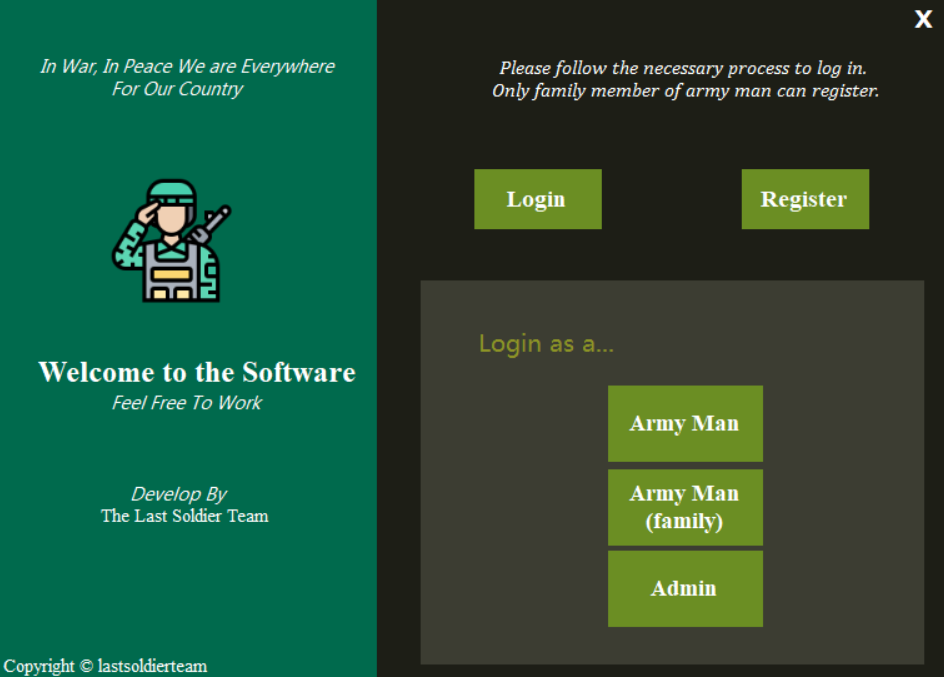 In War, In Peace We are Everywhere
For Our Country
Welcome to the Software
Feel Free To Work
Develop By
The Last Soldier Team
Copyright © lastsoldierteam
X
Please follow the necessary process to log in.
Only family member of army man can register.
Login
Register
Login as a...
Army Man
Army Man
(family)
Admin